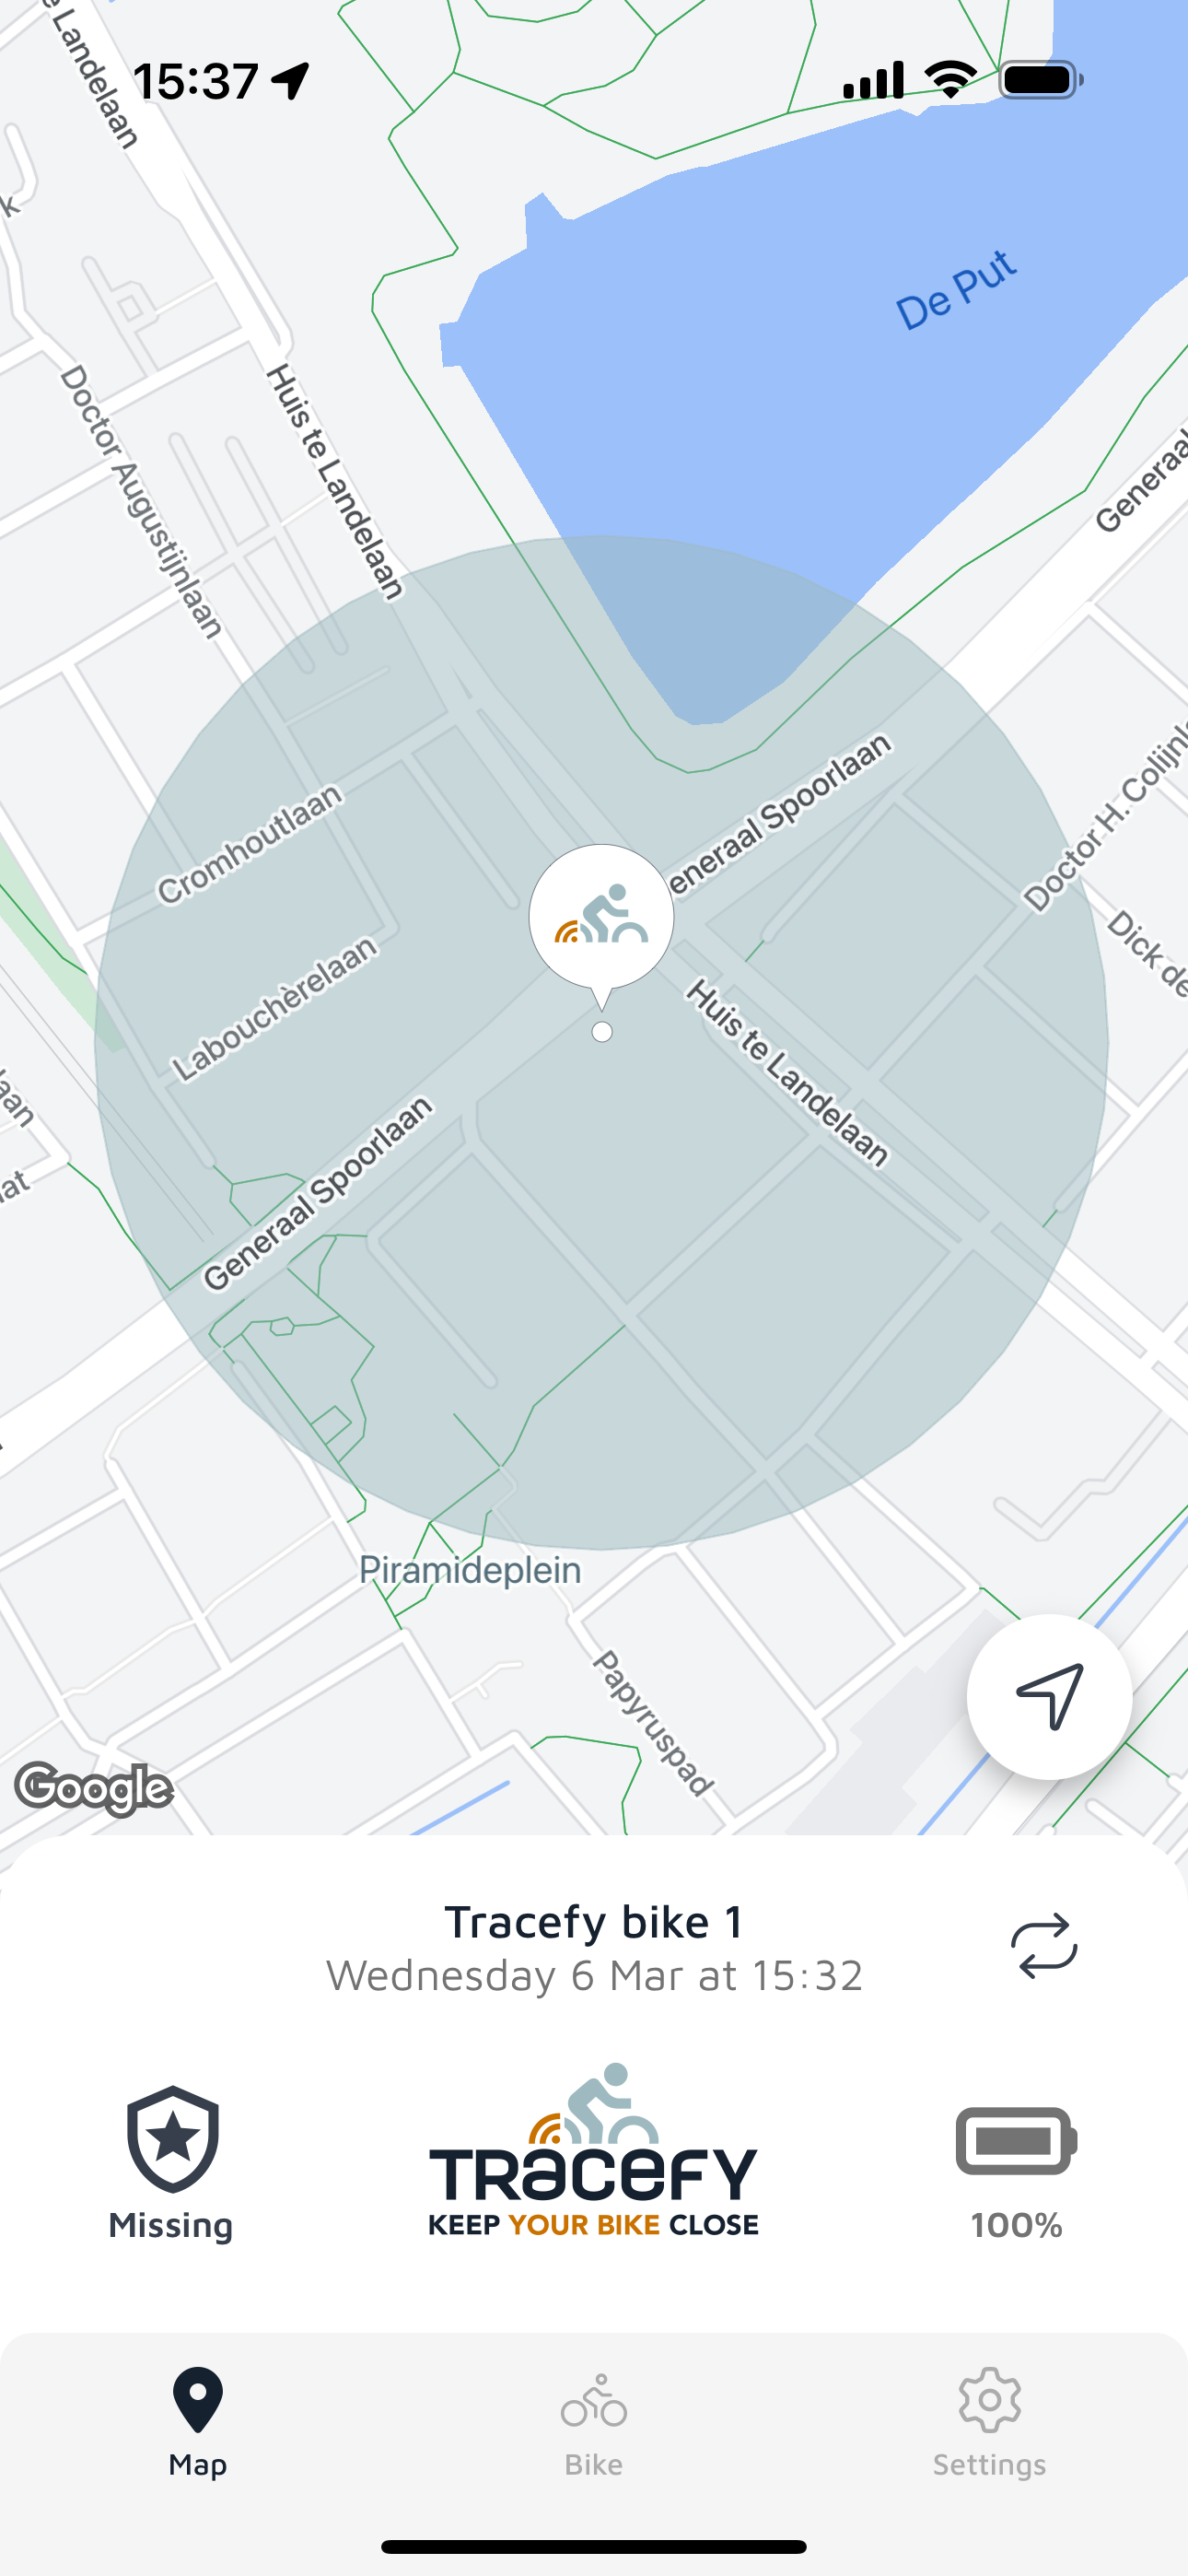 e Landelaan
15:37
De Put
Generaal
Doctor Augustijnlaan
Huis te Landelaan
Cromhoutlaan
eneraal Spoorlaan
Doctor H. Colijnl
Dick de
Labouchèrelaan
Huis te Landelaan
laan
Generaal Spoorlaan
at
Piramideplein
Papyruspad
Google
Tracefy bike 1
Wednesday 6 Mar at 15:32
TRaceFY
KEEP YOUR BIKE CLOSE
Missing
100%
Map
Bike
Settings